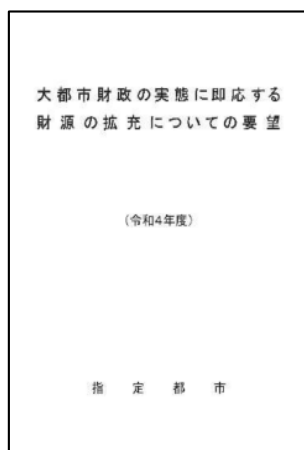 大都市財政の実態に即応する
財源の拡充についての要望
(令和4年度)
指定都市